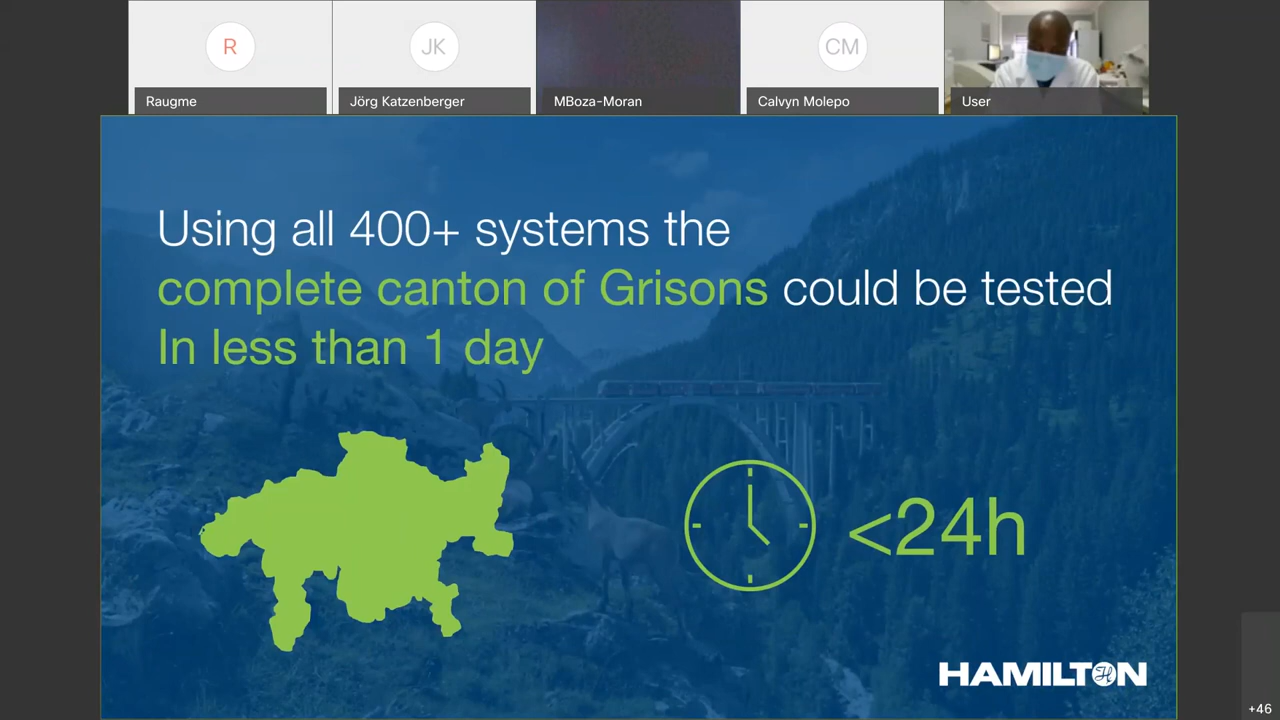 R
JK
CM
Raugme
Jörg Katzenberger
MBoza-Moran
Calvyn Molepo
User
Using all 400+ systems the
complete canton of Grisons could be tested
In less than 1 day
<24h
HAMILTON
+46